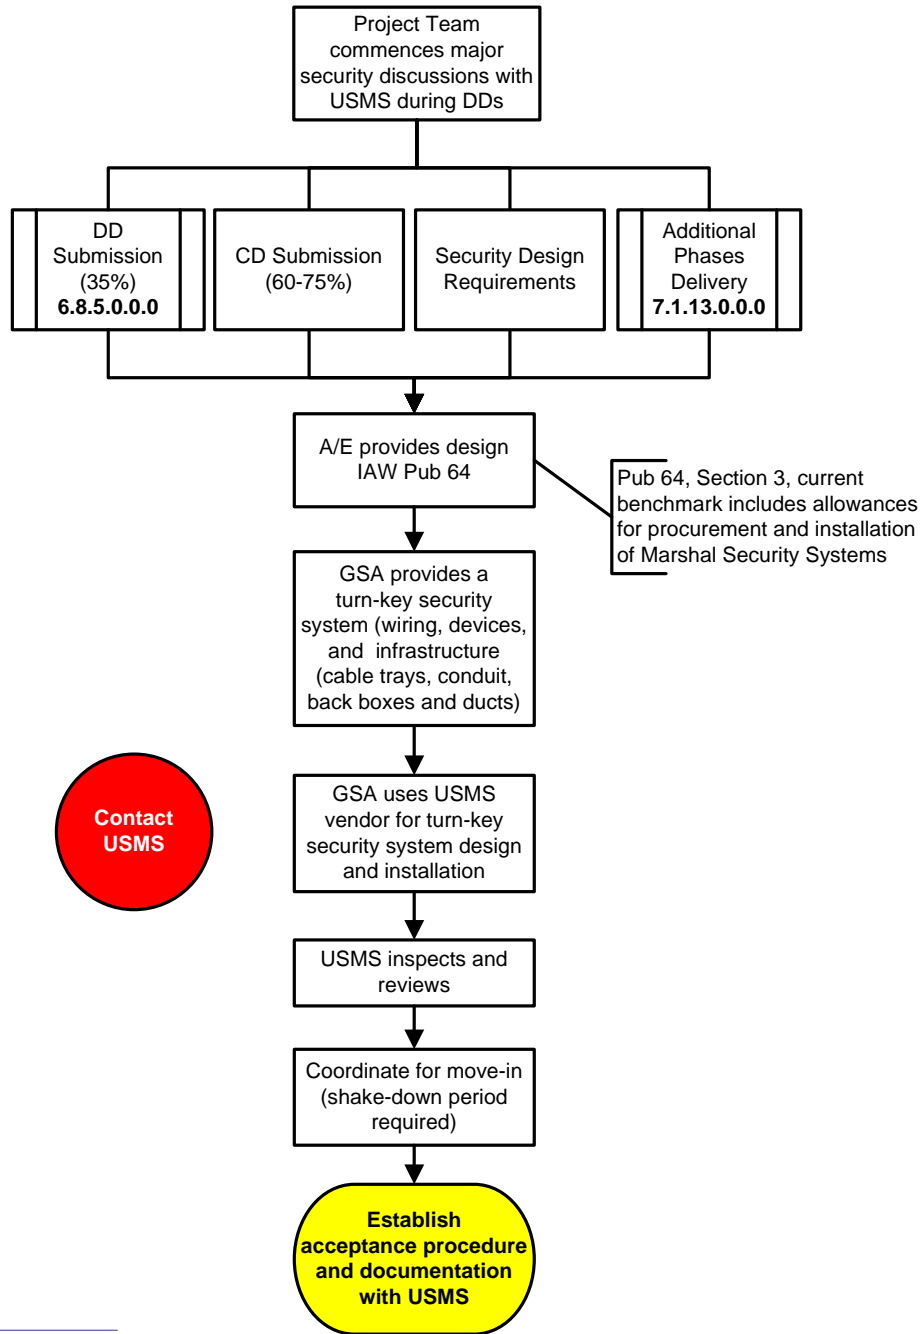 Project Team
commences major
security discussions with
USMS during DDs
DD
Submission
(35%)
6.8.5.0.0.0
CD Submission
(60-75%)
Security Design
Requirements
Additional
Phases
Delivery
7.1.13.0.0.0
A/E provides design
IAW Pub 64
Pub 64, Section 3, current
benchmark includes allowances
for procurement and installation
of Marshal Security Systems
GSA provides a
turn-key security
system (wiring, devices,
and infrastructure
(cable trays, conduit,
back boxes and ducts)
Contact
USMS
GSA uses USMS
vendor for turn-key
security system design
and installation
USMS inspects and
reviews
Coordinate for move-in
(shake-down period
required)
Establish
acceptance procedure
and documentation
with USMS